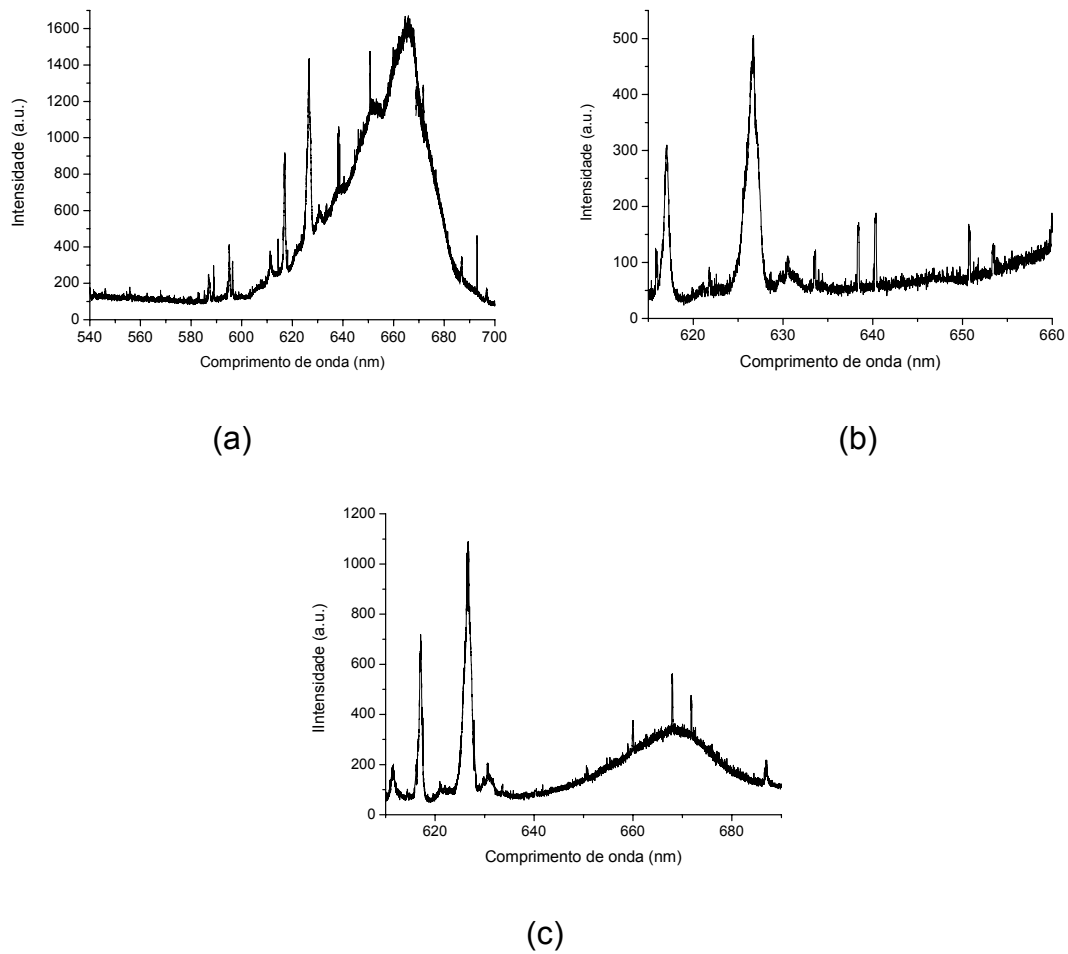 1600
1400
1200
1000
800
600
400
200
0
540 560 580 600 620 640 660 680 700
Intensidade (a.u.)
Comprimento de onda (nm)
(a)
500
400
300
200
100
0
620 630 640 650 660
Intensidade (a.u.)
Comprimento de onda (nm)
(b)
1200
1000
800
600
400
200
0
620 640 660 680
IIntensidade (a.u.)
Comprimento de onda (nm)
(c)